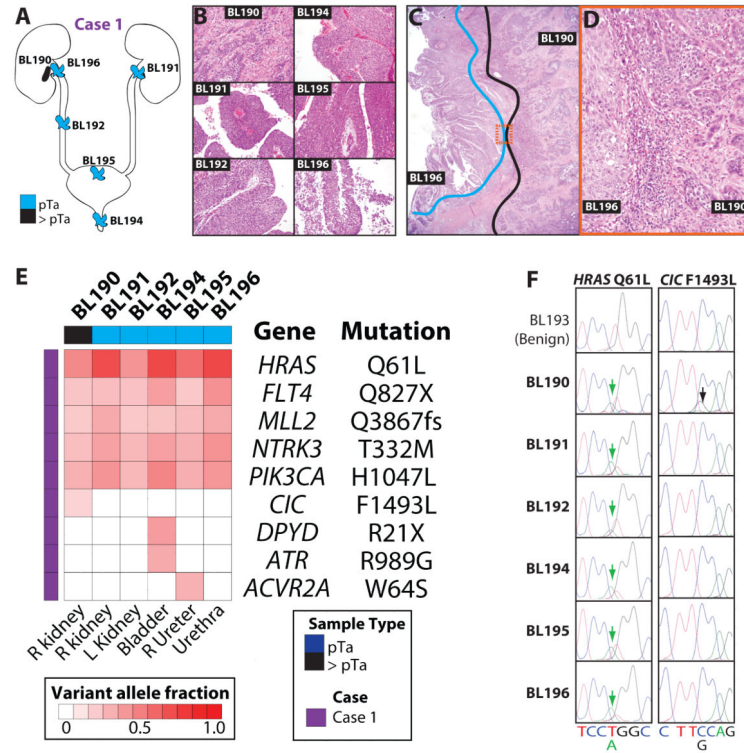 A
Case 1
BL190
BL196
BL191
BL192
BL195
BL194
pTa
> pTa
B
BL190
BL194
BL191
BL195
BL192
BL196
C
BL190
BL196
D
BL196
BL190
E
BL190
BL191
BL192
BL194
BL195
BL196
Gene Mutation
HRAS Q61L
FLT4 Q827X
MLL2 Q3867fs
NTRK3 T332M
PIK3CA H1047L
CIC F1493L
DPYD R21X
ATR R989G
ACVR2A W64S
R kidney
R kidney
L Kidney
Bladder
R Ureter
Urethra
Variant allele fraction
0 0.5 1.0
Sample Type
pTa
> pTa
Case
Case 1
F
HRAS Q61L CIC F1493L
BL193
(Benign)
BL190
BL191
BL192
BL194
BL195
BL196
TCCTGGC C TTCCAG
A G